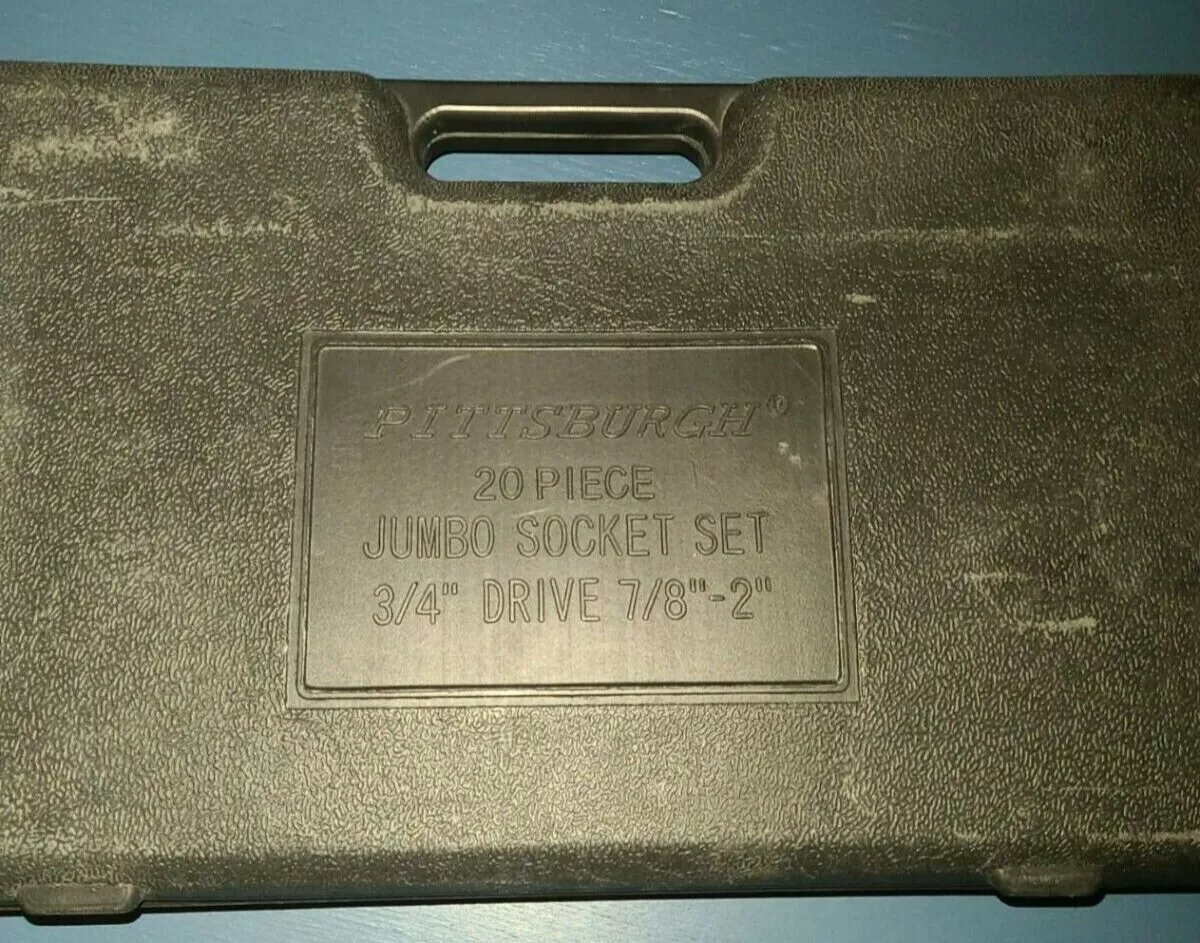 PITTSBURGH®
20 PIECE
JUMBO SOCKET SET
3/4" DRIVE 7/8"-2"